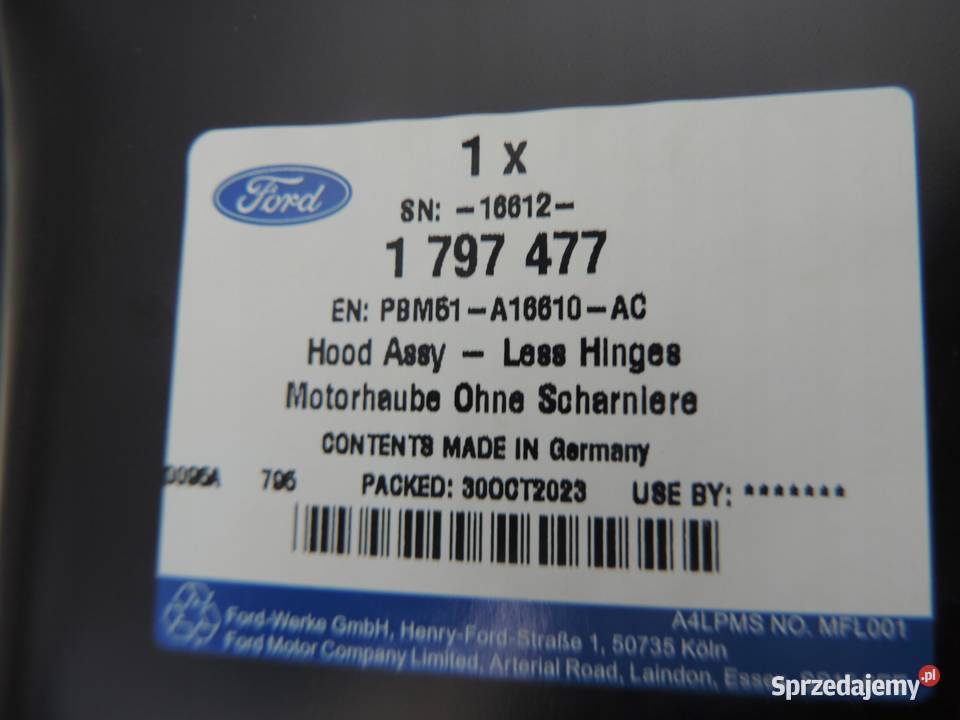 1 x
Ford
SN: -16612-
1 797 477
EN: PBM51-A16610-AC
Hood Assy - Less Hinges
Motorhaube Ohne Scharniere
CONTENTS MADE IN Germany
795 PACKED: 30OCT2023 USE BY: *******
A4LPMS NO. MFL001
Ford-Werke GmbH, Henry-Ford-Straße 1, 50735 Köln
Ford Motor Company Limited, Arterial Road, Laindon, Essex
Sprzedajemy.pl